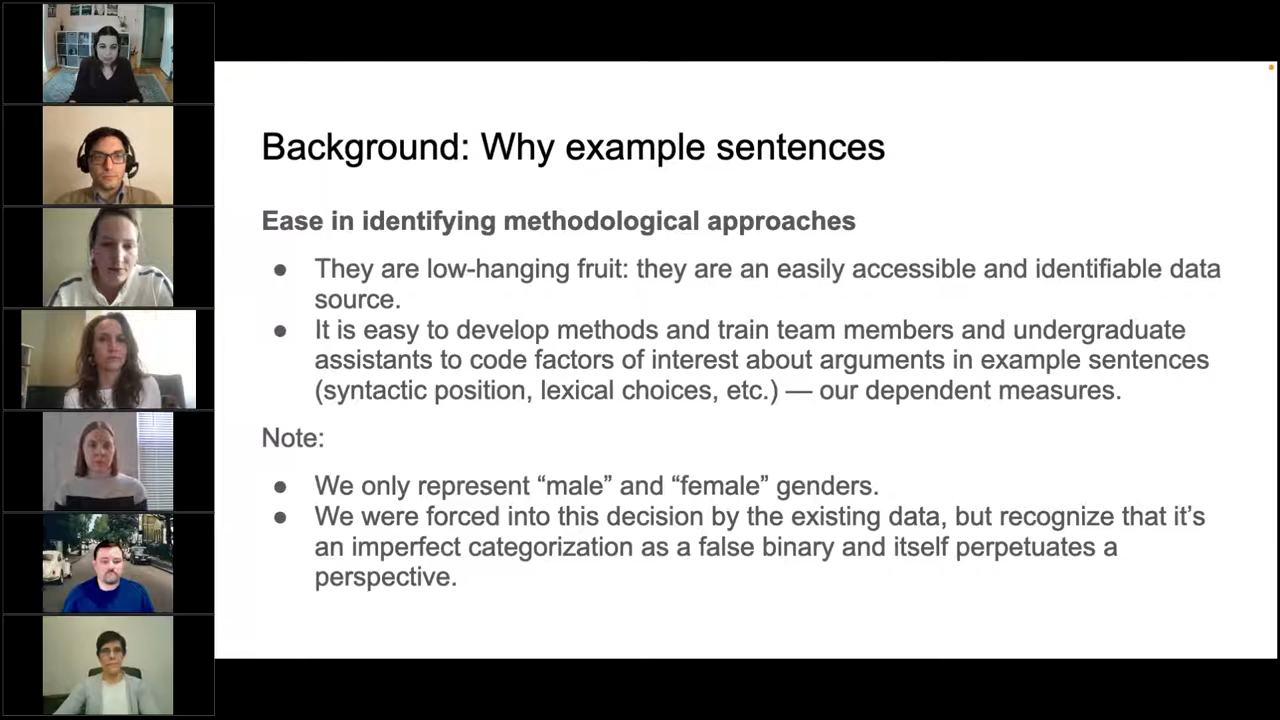 Background: Why example sentences
Ease in identifying methodological approaches
● They are low-hanging fruit: they are an easily accessible and identifiable data
source.
● It is easy to develop methods and train team members and undergraduate
assistants to code factors of interest about arguments in example sentences
(syntactic position, lexical choices, etc.) — our dependent measures.
Note:
● We only represent “male” and “female” genders.
● We were forced into this decision by the existing data, but recognize that it’s
an imperfect categorization as a false binary and itself perpetuates a
perspective.